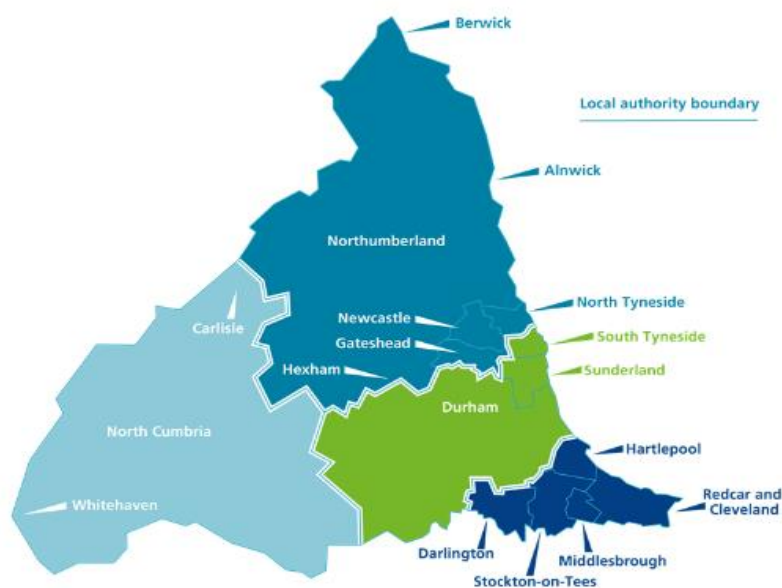 Berwick
Local authority boundary
Alnwick
Northumberland
North Tyneside
Newcastle
Carlisle
South Tyneside
Gateshead
Hexham
Sunderland
Durham
North Cumbria
Hartlepool
Whitehaven
Redcar and
Cleveland
Darlington
Middlesbrough
Stockton-on-Tees